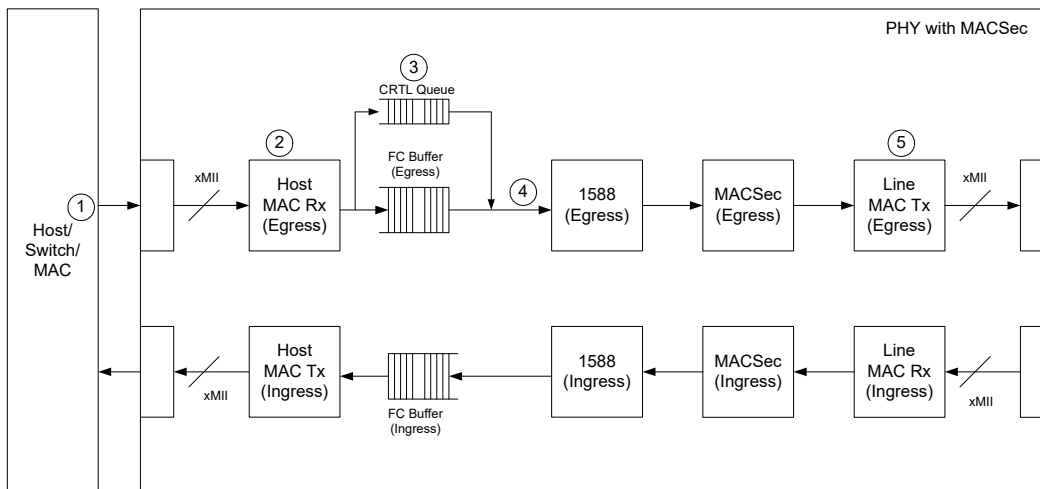 PHY with MACSec
3
CRTL Queue
2
5
xMII
Host
MAC Rx
(Egress)
FC Buffer
(Egress)
4
1588
(Egress)
MACSec
(Egress)
Line
MAC Tx
(Egress)
xMII
1
Host/
Switch/
MAC
xMII
Host
MAC Tx
(Ingress)
FC Buffer
(Ingress)
1588
(Ingress)
MACSec
(Ingress)
Line
MAC Rx
(Ingress)
xMII